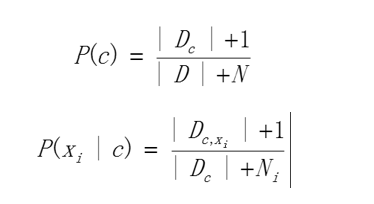 P(c) = | D_c | +1 / | D | +N
P(x_i | c) = | D_{c,x_i} | +1 / | D_c | +N_i